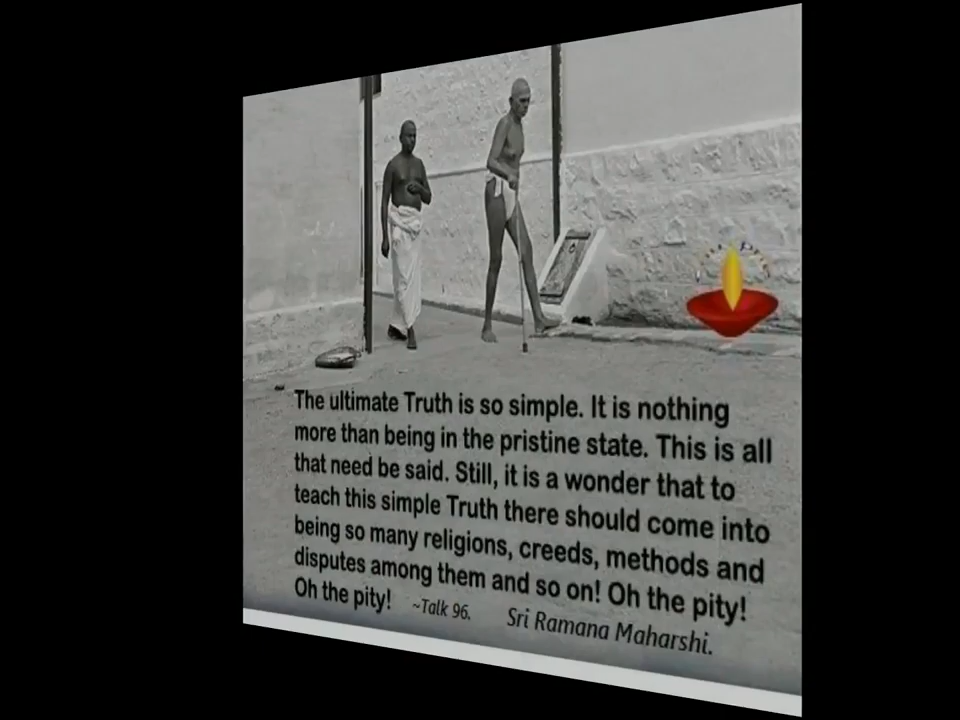 The ultimate Truth is so simple. It is nothing
more than being in the pristine state. This is all
that need be said. Still, it is a wonder that to
teach this simple Truth there should come into
being so many religions, creeds, methods and
disputes among them and so on! Oh the pity!
Oh the pity! ~Talk 96. Sri Ramana Maharshi.